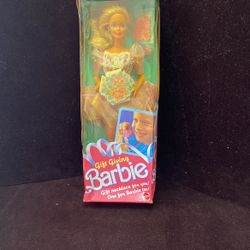 Gift Giving
Barbie
Gift necklace for you!
One for Barbie too!